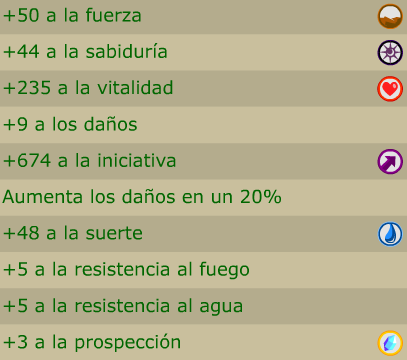 +50 a la fuerza
+44 a la sabiduría
+235 a la vitalidad
+9 a los daños
+674 a la iniciativa
Aumenta los daños en un 20%
+48 a la suerte
+5 a la resistencia al fuego
+5 a la resistencia al agua
+3 a la prospección